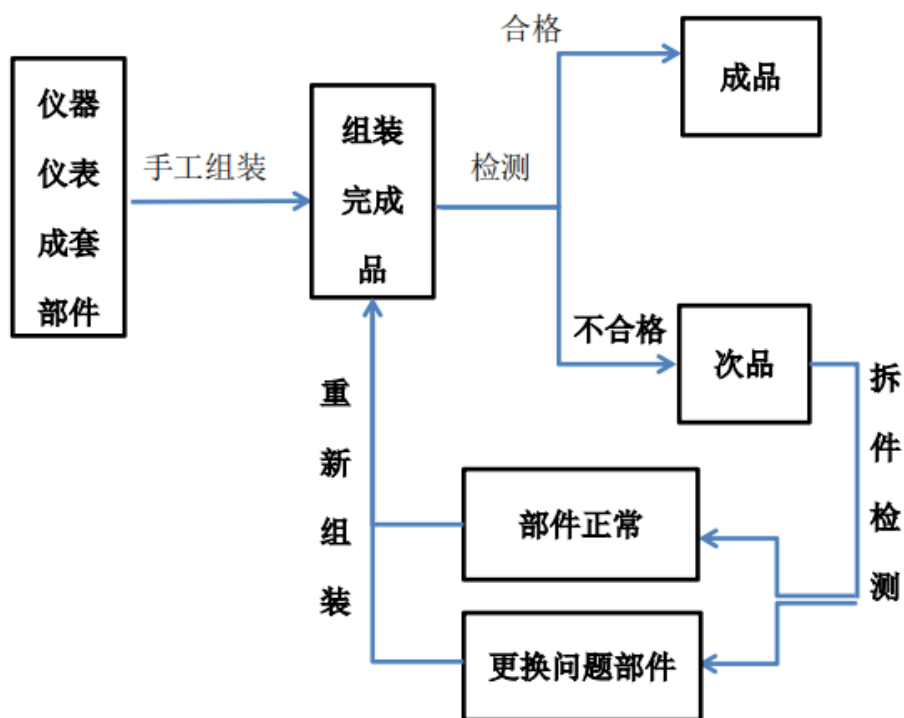 仪器
仪表
成套
部件
手工组装
组装
完成
品
检测
合格
成品
不合格
次品
拆
件
检
测
部件正常
更换问题部件
重
新
组
装